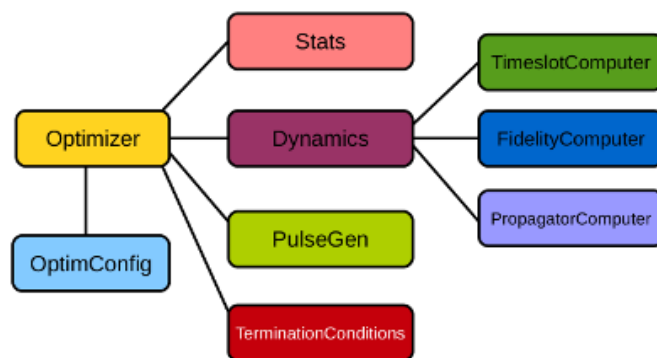 Stats
TimeslotComputer
Optimizer
Dynamics
FidelityComputer
PropagatorComputer
OptimConfig
PulseGen
TerminationConditions